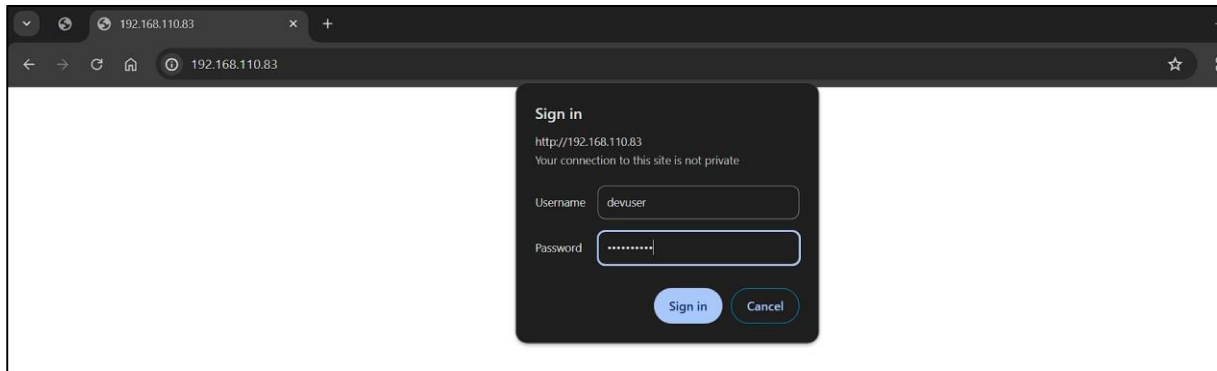 192.168.110.83
192.168.110.83
Sign in
http://192.168.110.83
Your connection to this site is not private
Username devuser
Password ••••••••••
Sign in Cancel